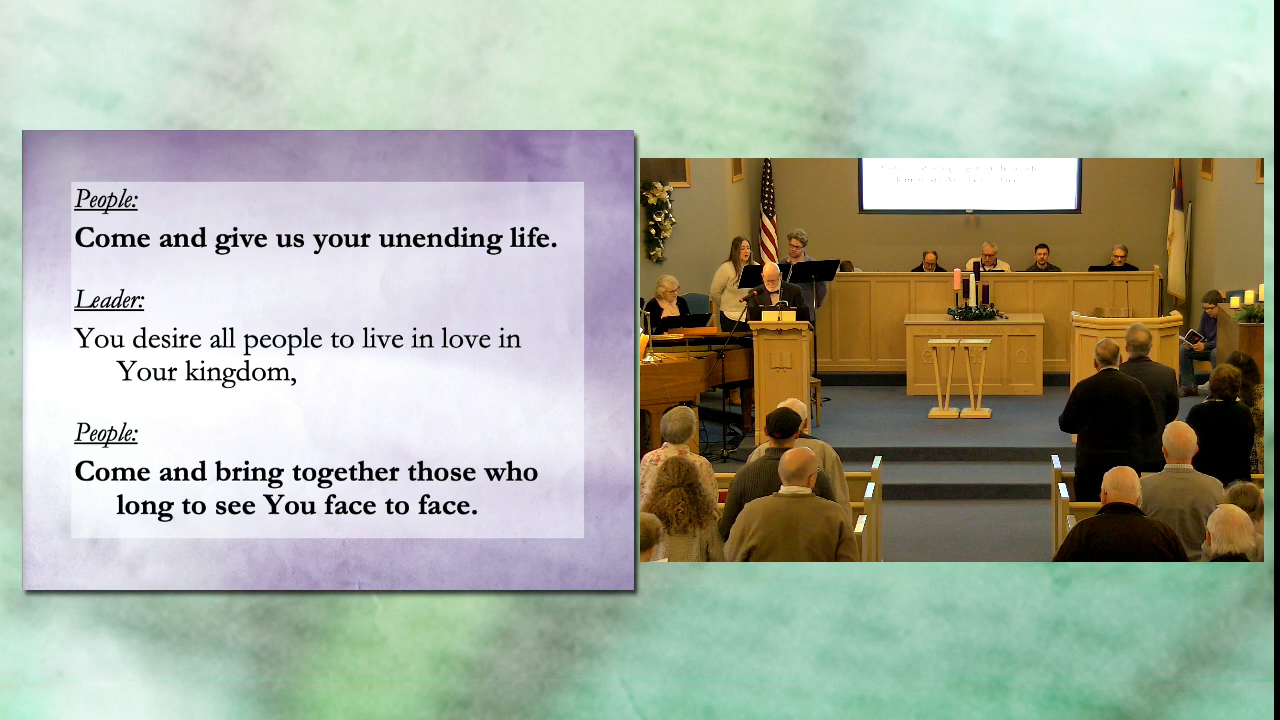 People:
Come and give us your unending life.
Leader:
You desire all people to live in love in
Your kingdom,
People:
Come and bring together those who
long to see You face to face.